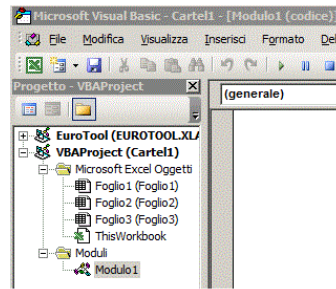 Microsoft Visual Basic - Cartel1 - [Modulo1 (codice)]
File Modifica Visualizza Inserisci Formato
Progetto - VBAProject
(generale)
EuroTool (EUROTOOL.XLA
VBAProject (Cartel1)
Microsoft Excel Oggetti
Foglio1 (Foglio1)
Foglio2 (Foglio2)
Foglio3 (Foglio3)
ThisWorkbook
Moduli
Modulo1